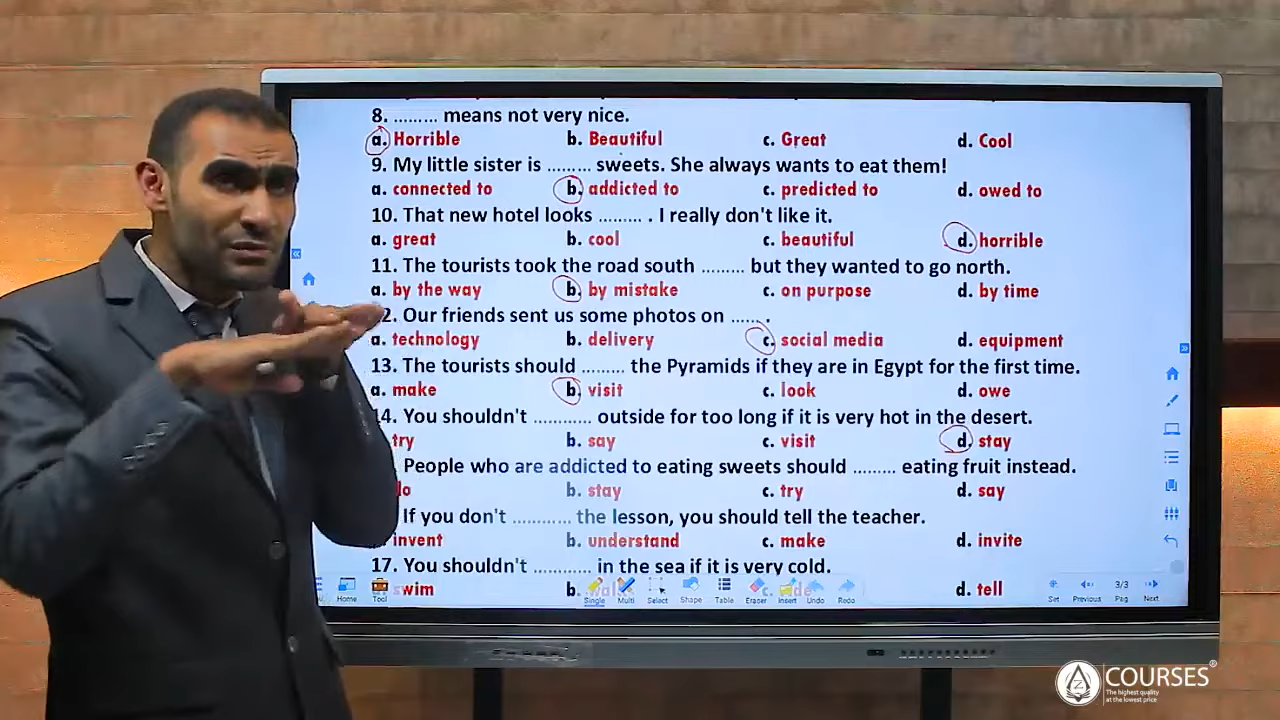 8. ......... means not very nice.
a. Horrible b. Beautiful c. Great d. Cool
9. My little sister is ......... sweets. She always wants to eat them!
a. connected to b. addicted to c. predicted to d. owed to
10. That new hotel looks ......... . I really don't like it.
a. great b. cool c. beautiful d. horrible
11. The tourists took the road south ......... but they wanted to go north.
a. by the way b. by mistake c. on purpose d. by time
2. Our friends sent us some photos on ...... .
a. technology b. delivery c. social media d. equipment
13. The tourists should ......... the Pyramids if they are in Egypt for the first time.
a. make b. visit c. look d. owe
14. You shouldn't ............ outside for too long if it is very hot in the desert.
try b. say c. visit d. stay
People who are addicted to eating sweets should ......... eating fruit instead.
b. stay c. try d. say
If you don't ............ the lesson, you should tell the teacher.
invent b. understand c. make d. invite
17. You shouldn't ............ in the sea if it is very cold.
swim b. c. d. tell
Home Tool Single Multi Select Shape Table Eraser Insert Undo Redo Set Previous 3/3 Pag Next
COURSES®
The highest quality
at the lowest price